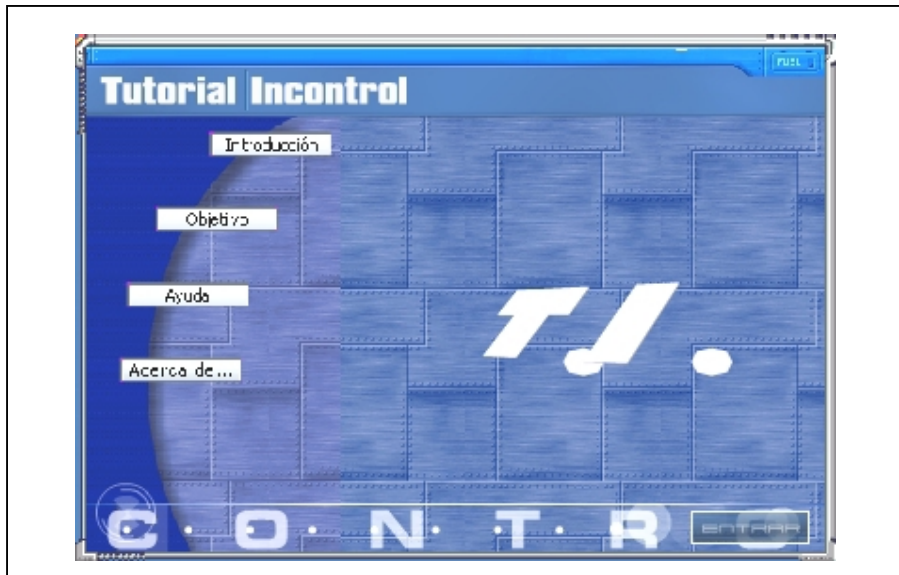 Tutorial Incontrol
Introducción
Objetivo
Ayuda
Acerca de...
T.I.
C·O·N·T·R
ENTRAR